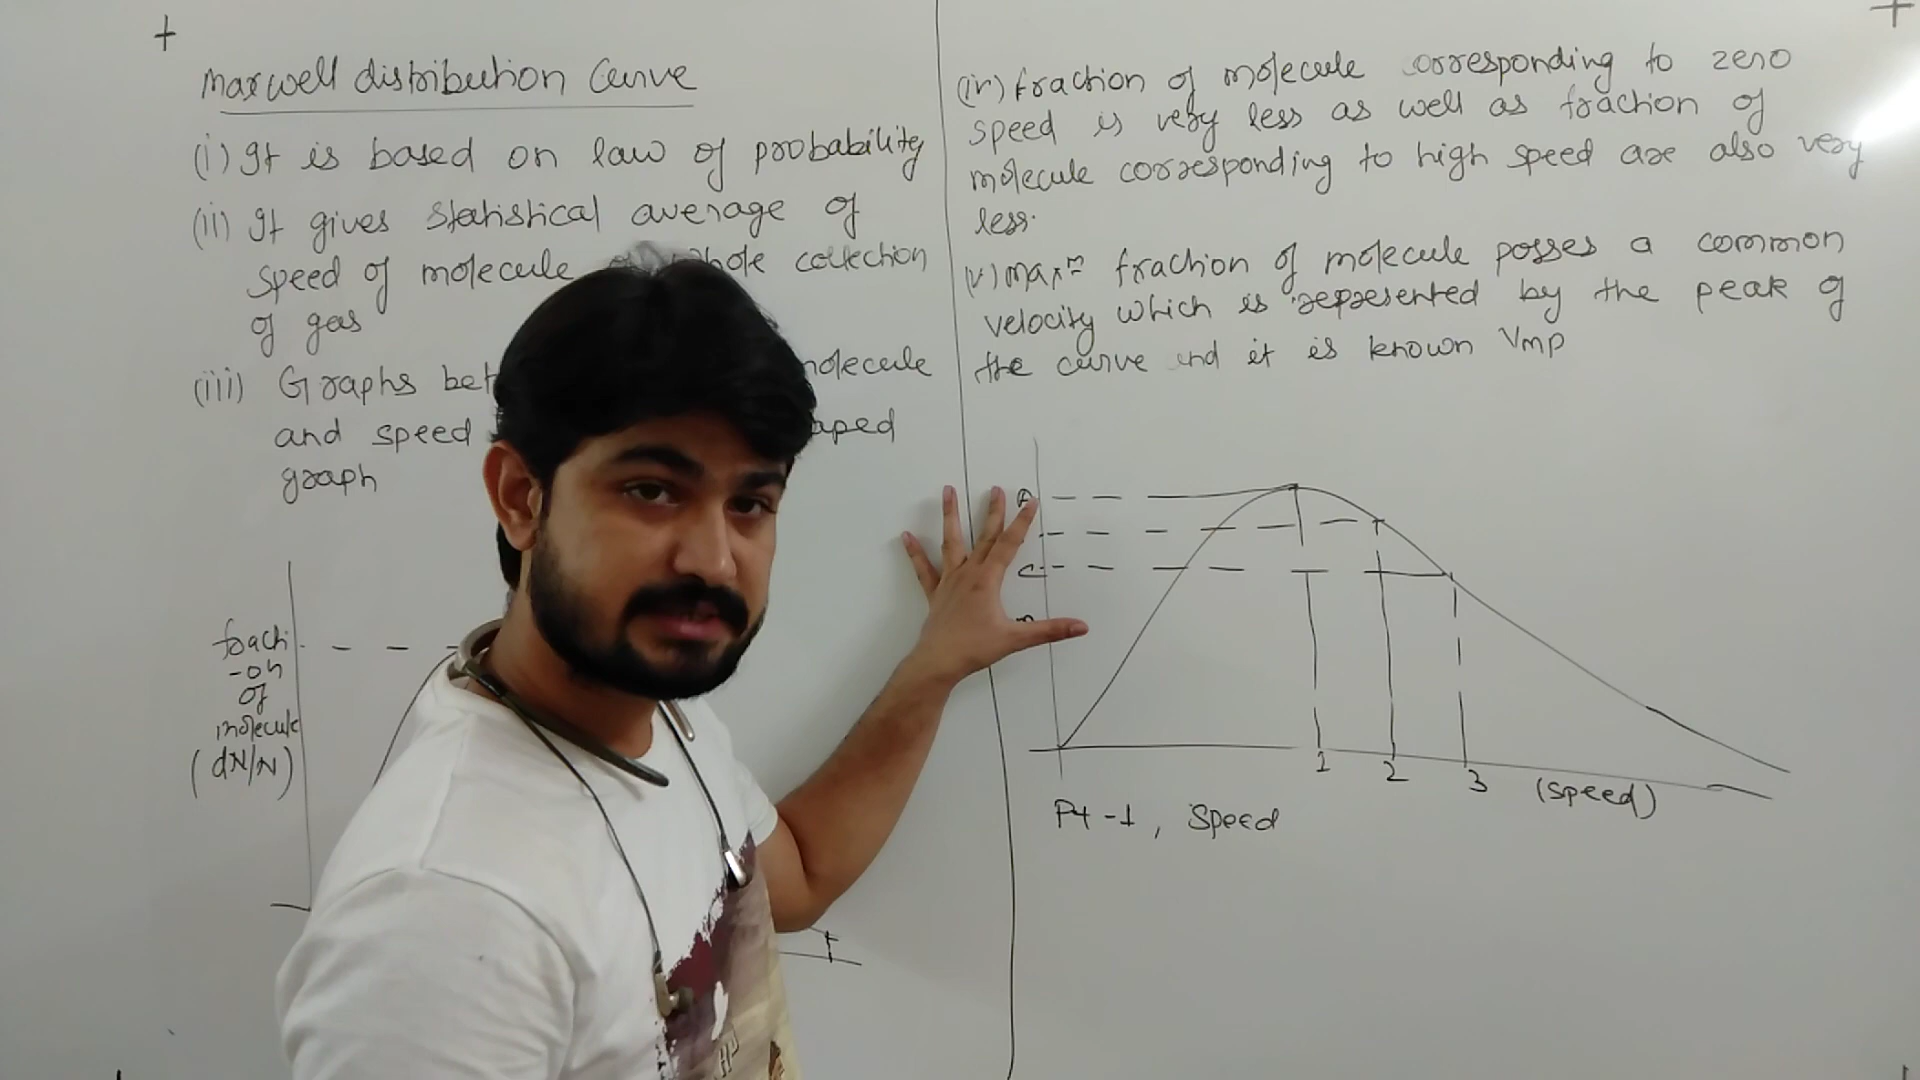 Maxwell distribution Curve
(i) It is based on law of probability
(ii) It gives statistical average of
speed of molecule collection
of gas
(iii) Graphs molecule
and speed
graph
fracti
-on
of
molecule
(dN/N)
(iv) fraction of molecule corresponding to zero
speed is very less as well as fraction of
molecule corresponding to high speed are also very
less.
(v) maxm fraction of molecule posses a common
velocity which is represented by the peak of
the curve and it is known Vmp
A
C
1 2 3 (speed)
Pt-1, Speed